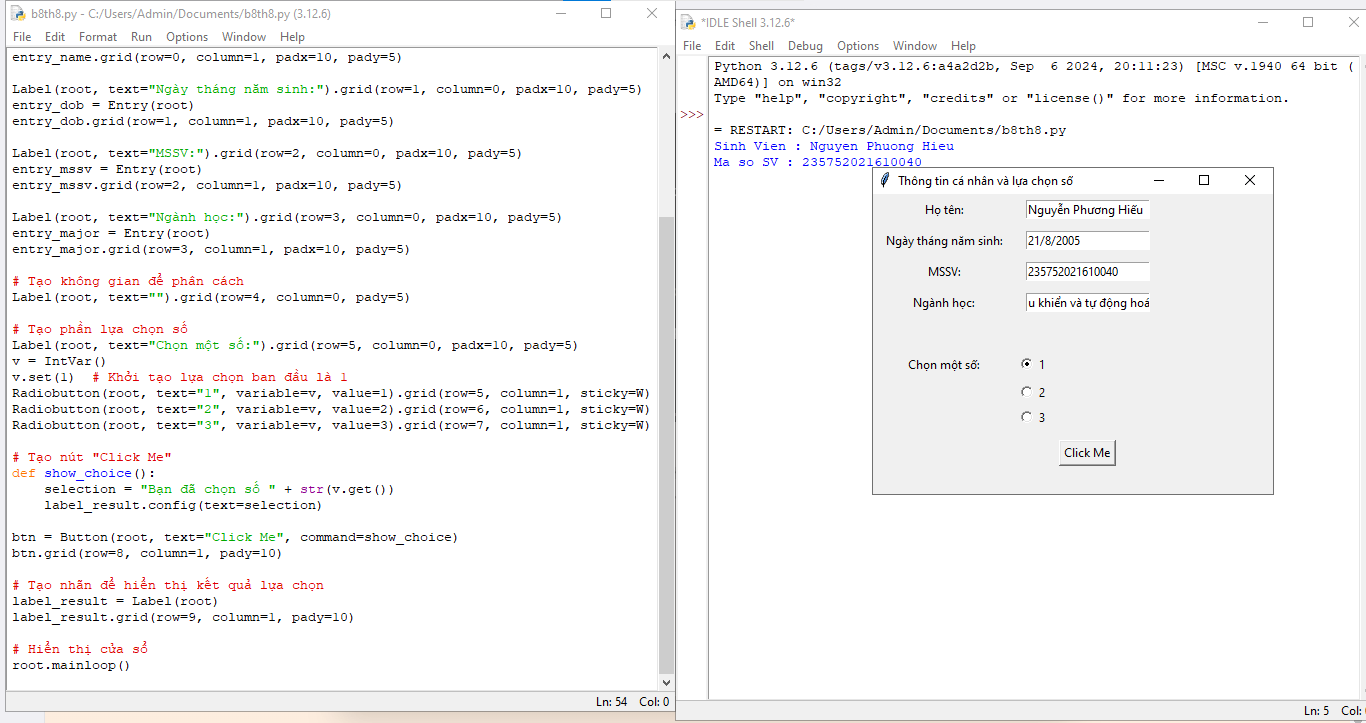 b8th8.py - C:/Users/Admin/Documents/b8th8.py (3.12.6)
File Edit Format Run Options Window Help
entry_name.grid(row=0, column=1, padx=10, pady=5)
Label(root, text="Ngày tháng năm sinh:").grid(row=1, column=0, padx=10, pady=5)
entry_dob = Entry(root)
entry_dob.grid(row=1, column=1, padx=10, pady=5)
Label(root, text="MSSV:").grid(row=2, column=0, padx=10, pady=5)
entry_mssv = Entry(root)
entry_mssv.grid(row=2, column=1, padx=10, pady=5)
Label(root, text="Ngành học:").grid(row=3, column=0, padx=10, pady=5)
entry_major = Entry(root)
entry_major.grid(row=3, column=1, padx=10, pady=5)
# Tạo không gian để phân cách
Label(root, text="").grid(row=4, column=0, pady=5)
# Tạo phần lựa chọn số
Label(root, text="Chọn một số:").grid(row=5, column=0, padx=10, pady=5)
v = IntVar()
v.set(1)  # Khởi tạo lựa chọn ban đầu là 1
Radiobutton(root, text="1", variable=v, value=1).grid(row=5, column=1, sticky=W)
Radiobutton(root, text="2", variable=v, value=2).grid(row=6, column=1, sticky=W)
Radiobutton(root, text="3", variable=v, value=3).grid(row=7, column=1, sticky=W)
# Tạo nút "Click Me"
def show_choice():
    selection = "Bạn đã chọn số " + str(v.get())
    label_result.config(text=selection)
btn = Button(root, text="Click Me", command=show_choice)
btn.grid(row=8, column=1, pady=10)
# Tạo nhãn để hiển thị kết quả lựa chọn
label_result = Label(root)
label_result.grid(row=9, column=1, pady=10)
# Hiển thị cửa sổ
root.mainloop()
Ln: 54 Col: 0
*IDLE Shell 3.12.6*
File Edit Shell Debug Options Window Help
Python 3.12.6 (tags/v3.12.6:a4a2d2b, Sep  6 2024, 20:11:23) [MSC v.1940 64 bit (
AMD64)] on win32
Type "help", "copyright", "credits" or "license()" for more information.
>>>
= RESTART: C:/Users/Admin/Documents/b8th8.py
Sinh Vien : Nguyen Phuong Hieu
Ma so SV : 235752021610040
Thông tin cá nhân và lựa chọn số
Họ tên: Nguyễn Phương Hiếu
Ngày tháng năm sinh: 21/8/2005
MSSV: 235752021610040
Ngành học: u khiển và tự động hoá
Chọn một số: 1
2
3
Click Me
Ln: 5 Col: